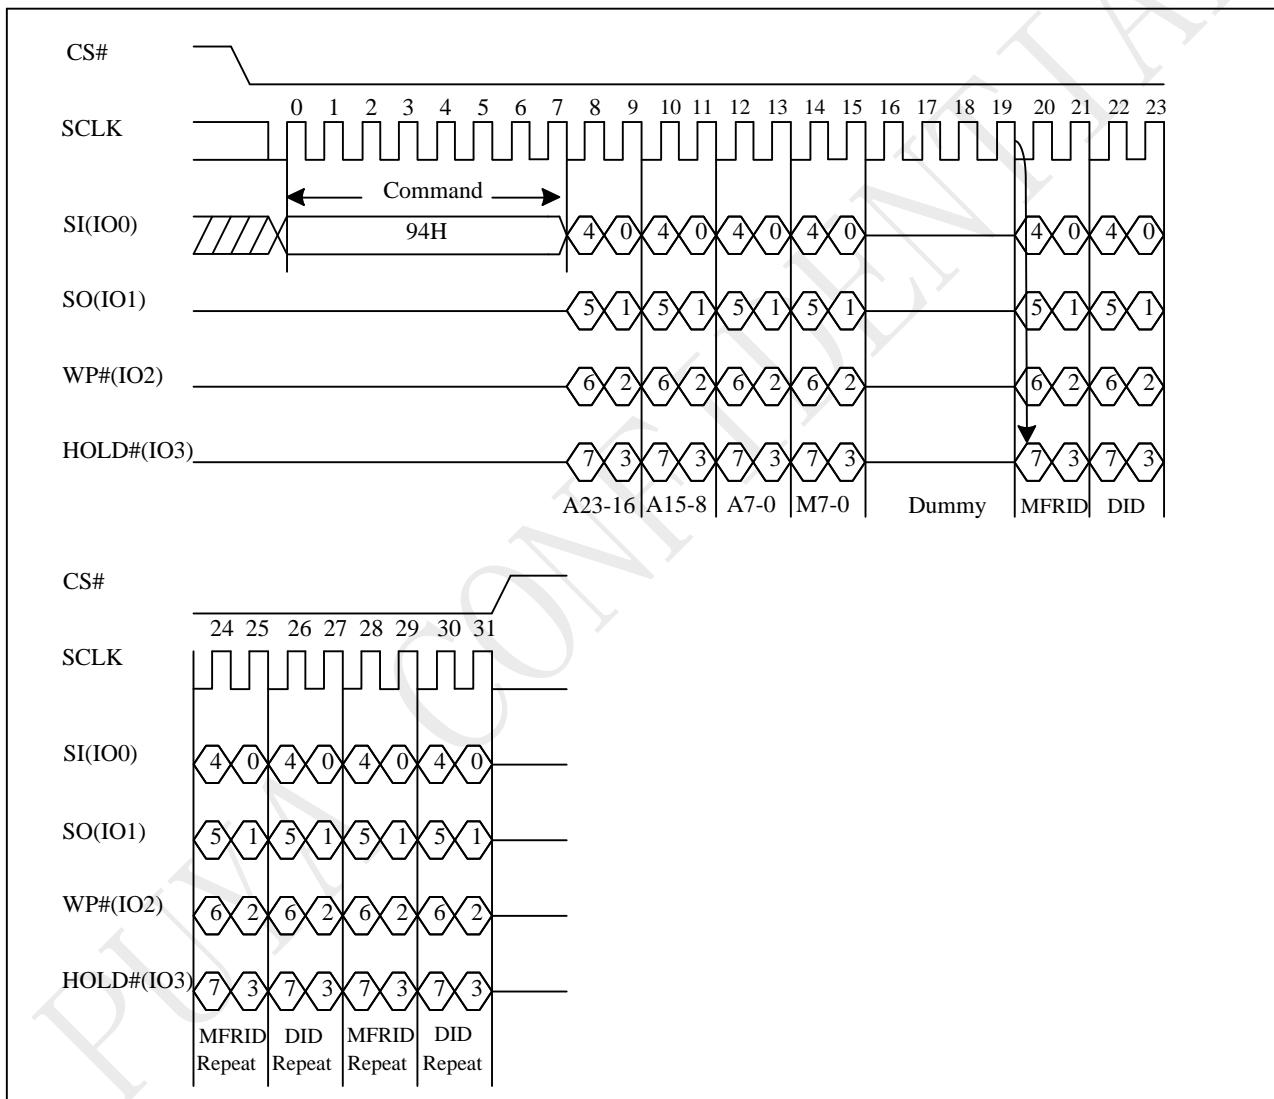 CS#
0 1 2 3 4 5 6 7 8 9 10 11 12 13 14 15 16 17 18 19 20 21 22 23
SCLK
Command
SI(IO0) 94H 4 0 4 0 4 0 4 0 4 0 4 0
SO(IO1) 5 1 5 1 5 1 5 1 5 1 5 1
WP#(IO2) 6 2 6 2 6 2 6 2 6 2 6 2
HOLD#(IO3) 7 3 7 3 7 3 7 3 7 3 7 3
A23-16 A15-8 A7-0 M7-0 Dummy MFRID DID
CS#
24 25 26 27 28 29 30 31
SCLK
SI(IO0) 4 0 4 0 4 0 4 0
SO(IO1) 5 1 5 1 5 1 5 1
WP#(IO2) 6 2 6 2 6 2 6 2
HOLD#(IO3) 7 3 7 3 7 3 7 3
MFRID DID MFRID DID
Repeat Repeat Repeat Repeat
PUYA CONFIDENTIAL